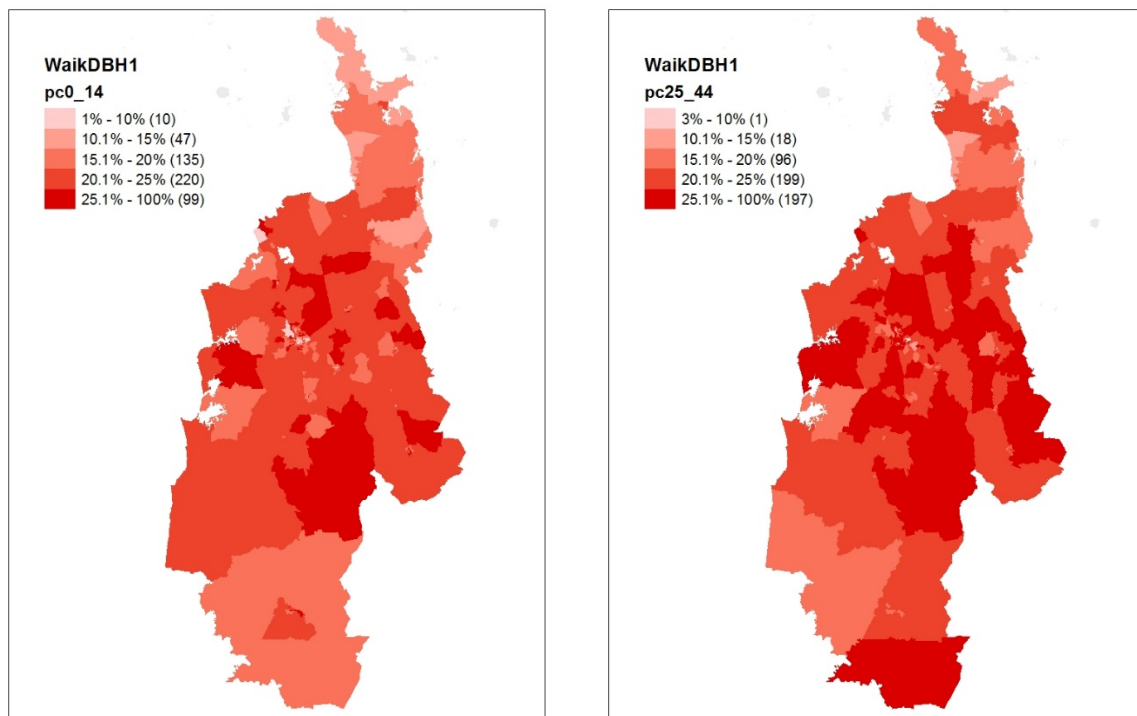 WaikDBH1
pc0_14
1% - 10% (10)
10.1% - 15% (47)
15.1% - 20% (135)
20.1% - 25% (220)
25.1% - 100% (99)
WaikDBH1
pc25_44
3% - 10% (1)
10.1% - 15% (18)
15.1% - 20% (96)
20.1% - 25% (199)
25.1% - 100% (197)